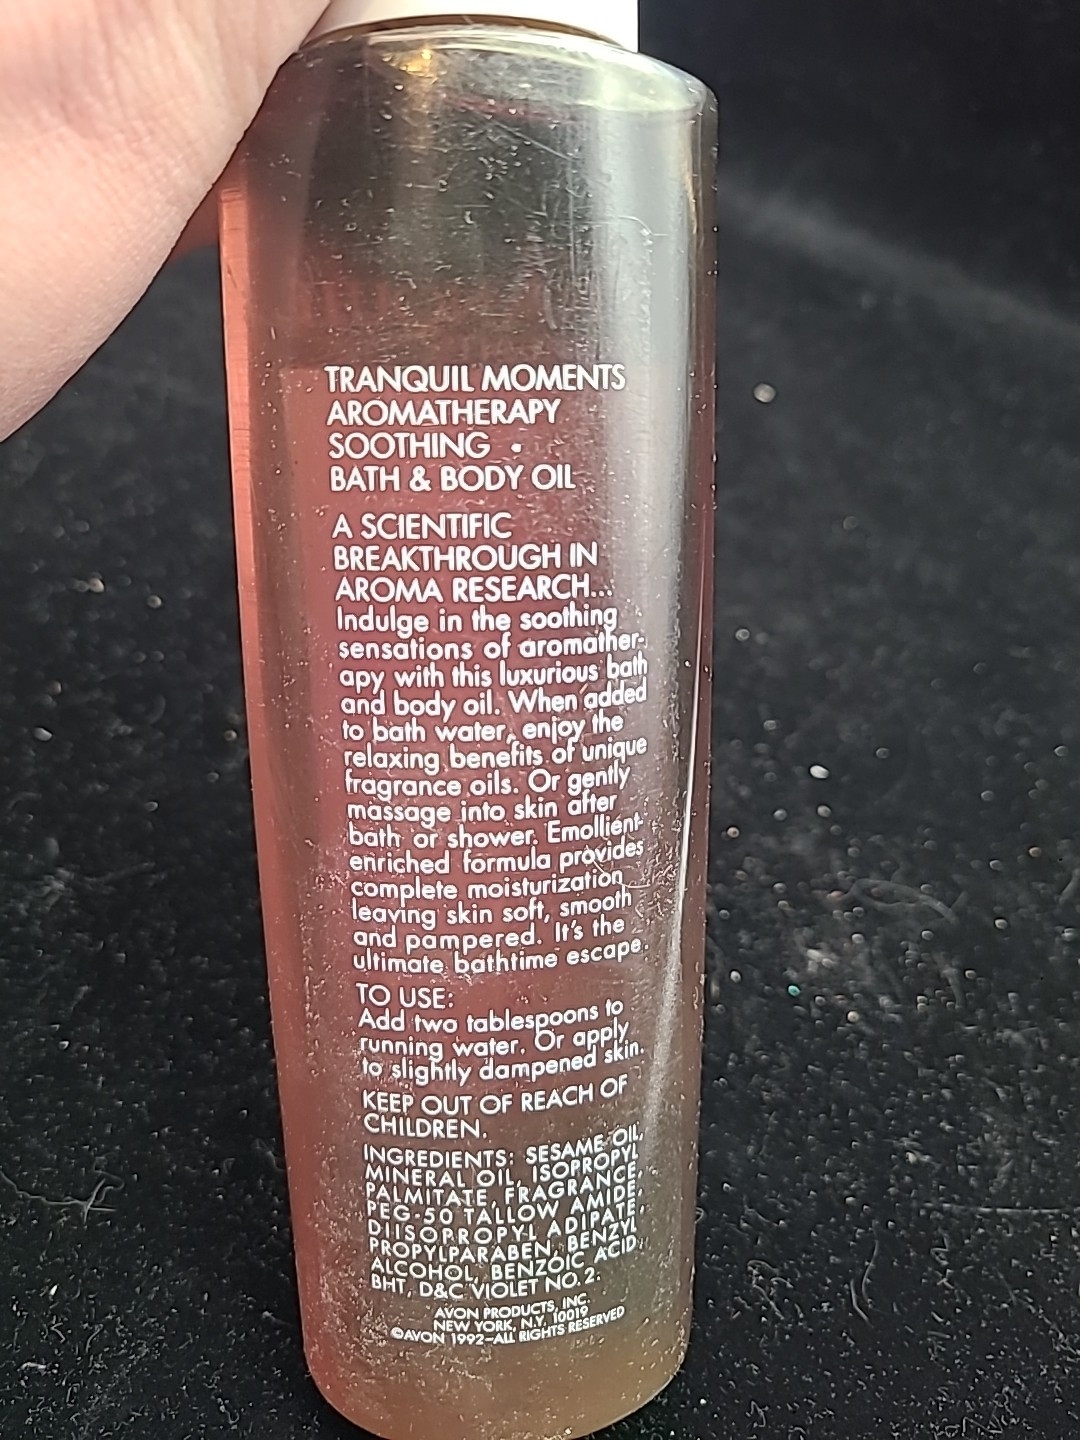 TRANQUIL MOMENTS
AROMATHERAPY
SOOTHING •
BATH & BODY OIL
A SCIENTIFIC
BREAKTHROUGH IN
AROMA RESEARCH...
Indulge in the soothing
sensations of aromather-
apy with this luxurious bath
and body oil. When added
to bath water, enjoy the
relaxing benefits of unique
fragrance oils. Or gently
massage into skin after
bath or shower. Emollient-
enriched formula provides
complete moisturization
leaving skin soft, smooth
and pampered. It's the
ultimate bathtime escape.
TO USE:
Add two tablespoons to
running water. Or apply
to slightly dampened skin.
KEEP OUT OF REACH OF
CHILDREN.
INGREDIENTS: SESAME OIL,
MINERAL OIL, ISOPROPYL
PALMITATE, FRAGRANCE,
PEG-50 TALLOW AMIDE,
DIISOPROPYL ADIPATE,
PROPYLPARABEN, BENZYL
ALCOHOL, BENZOIC ACID,
BHT, D&C VIOLET NO. 2.
AVON PRODUCTS, INC.
NEW YORK, N.Y. 10019
©AVON 1992-ALL RIGHTS RESERVED